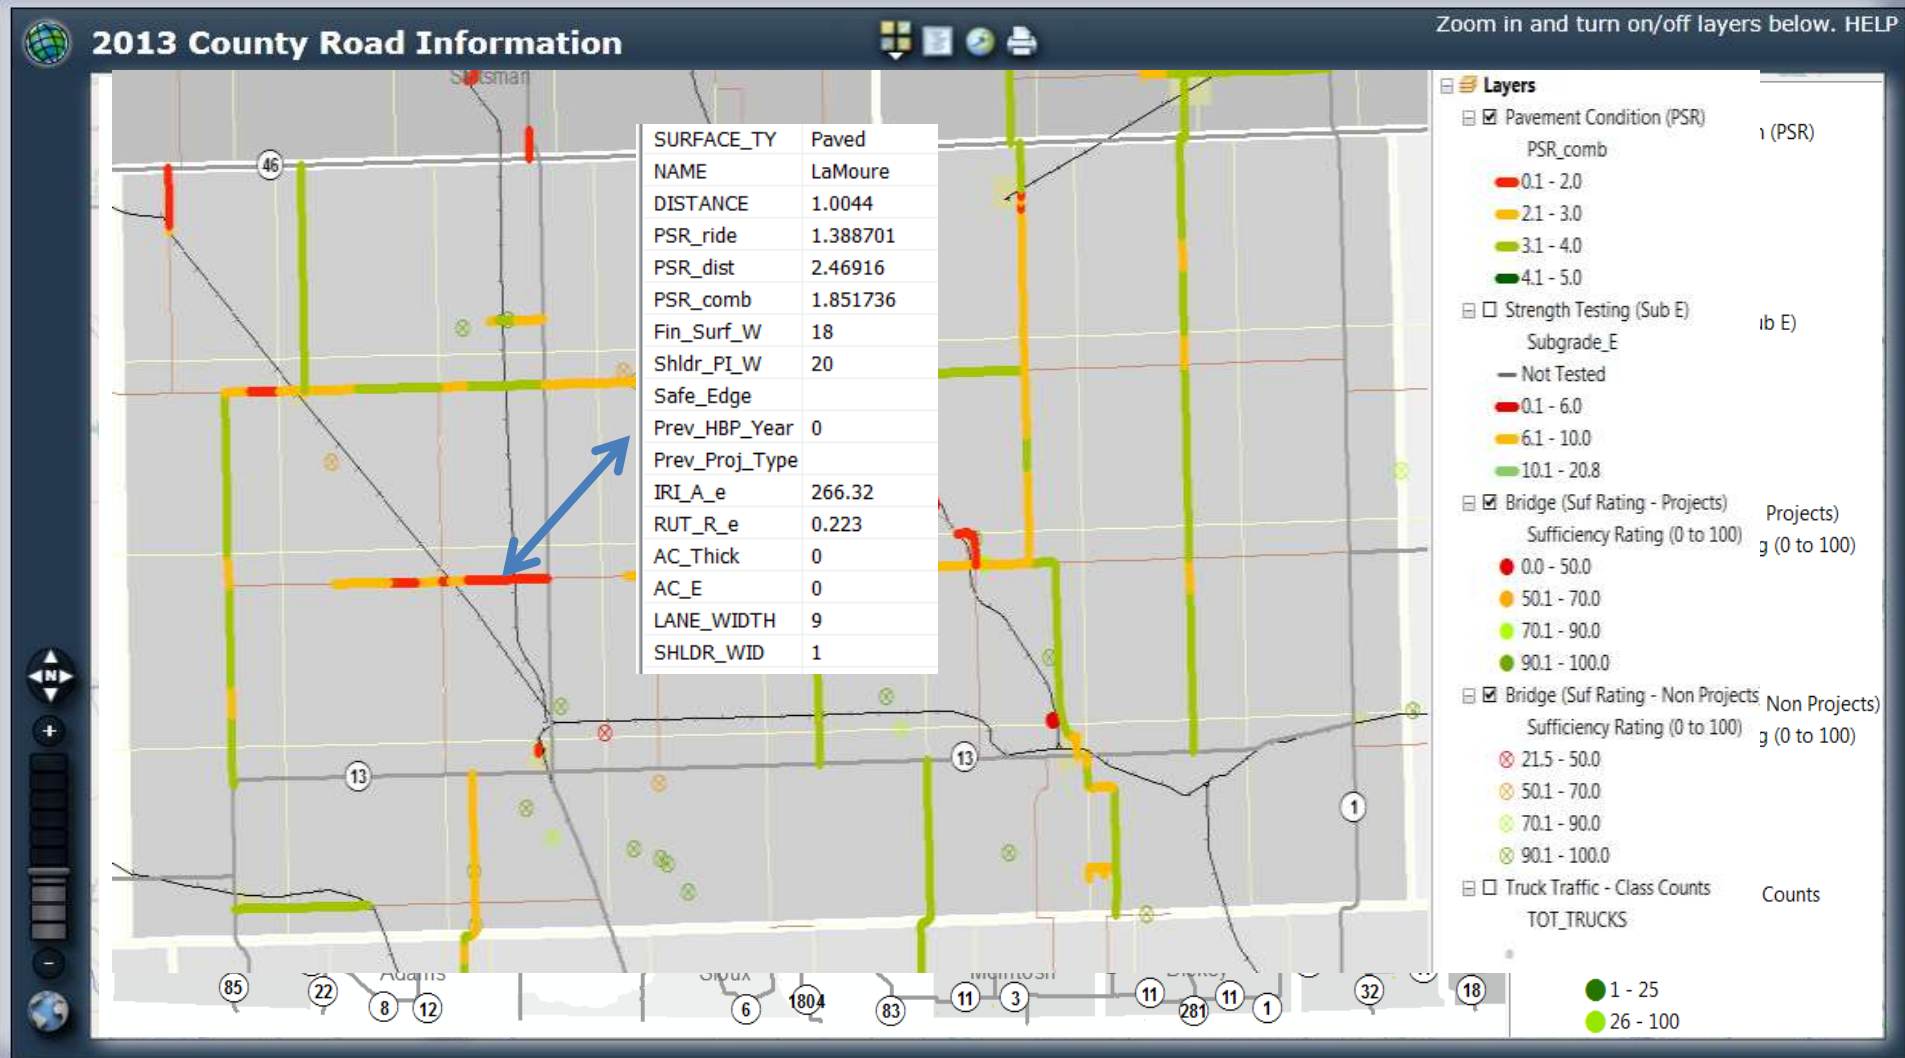 Zoom in and turn on/off layers below. HELP
2013 County Road Information
46
SURFACE_TY Paved
NAME LaMoure
DISTANCE 1.0044
PSR_ride 1.388701
PSR_dist 2.46916
PSR_comb 1.851736
Fin_Surf_W 18
Shldr_PI_W 20
Safe_Edge
Prev_HBP_Year 0
Prev_Proj_Type
IRI_A_e 266.32
RUT_R_e 0.223
AC_Thick 0
AC_E 0
LANE_WIDTH 9
SHLDR_WID 1
N
13
13
1
Layers
Pavement Condition (PSR)
PSR_comb
0.1 - 2.0
2.1 - 3.0
3.1 - 4.0
4.1 - 5.0
Strength Testing (Sub E)
Subgrade_E
Not Tested
0.1 - 6.0
6.1 - 10.0
10.1 - 20.8
Bridge (Suf Rating - Projects)
Sufficiency Rating (0 to 100)
0.0 - 50.0
50.1 - 70.0
70.1 - 90.0
90.1 - 100.0
Bridge (Suf Rating - Non Projects
Sufficiency Rating (0 to 100)
21.5 - 50.0
50.1 - 70.0
70.1 - 90.0
90.1 - 100.0
Truck Traffic - Class Counts
TOT_TRUCKS
(PSR)
b E)
Projects)
g (0 to 100)
Non Projects)
g (0 to 100)
Counts
1 - 25
26 - 100
Adams
Sioux
McIntosh
85
22
8
12
6
1804
83
11
3
11
281
11
1
32
18